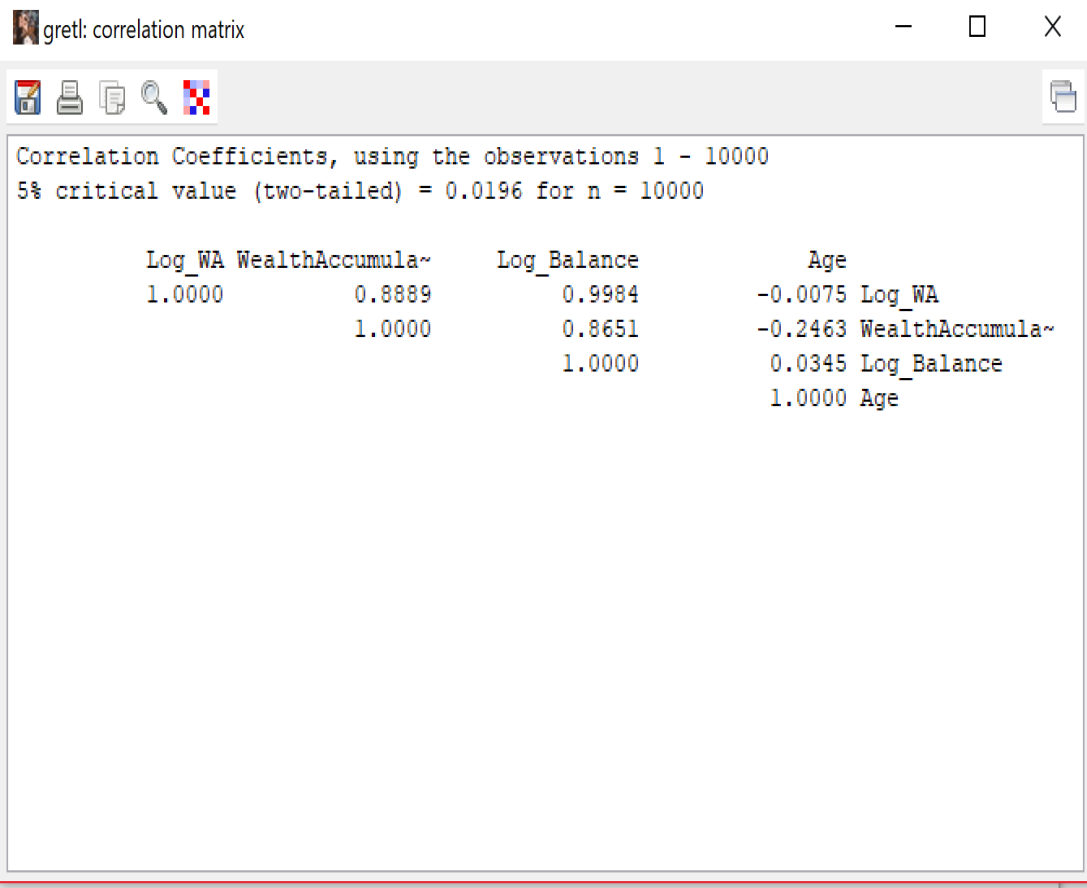 gretl: correlation matrix
Correlation Coefficients, using the observations 1 - 10000
5% critical value (two-tailed) = 0.0196 for n = 10000
Log_WA WealthAccumula~ Log_Balance Age
1.0000 0.8889 0.9984 -0.0075 Log_WA
1.0000 0.8651 -0.2463 WealthAccumula~
1.0000 0.0345 Log_Balance
1.0000 Age